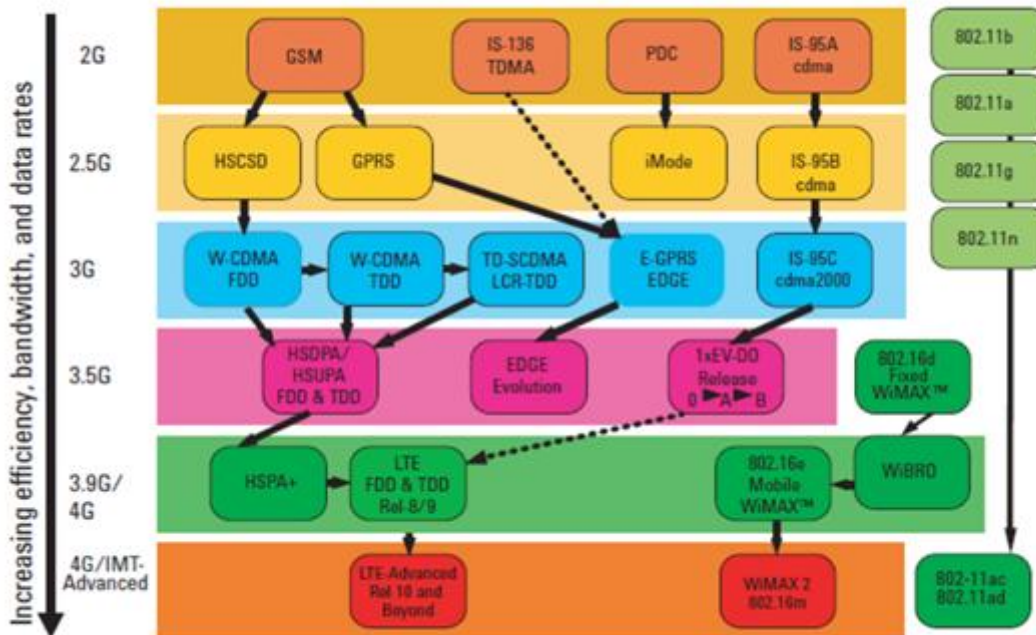 Increasing efficiency, bandwidth, and data rates
2G
GSM
IS-136
TDMA
PDC
IS-95A
cdma
802.11b
802.11a
2.5G
HSCSD
GPRS
iMode
IS-95B
cdma
802.11g
802.11n
3G
W-CDMA
FDD
W-CDMA
TDD
TD-SCDMA
LCR-TDD
E-GPRS
EDGE
IS-95C
cdma2000
3.5G
HSDPA/
HSUPA
FDD & TDD
EDGE
Evolution
1xEV-DO
Release
0 A B
802.16d
Fixed
WiMAX™
3.9G/
4G
HSPA+
LTE
FDD & TDD
Rel-8/9
802.16e
Mobile
WiMAX™
WiBRO
4G/IMT-
Advanced
LTE-Advanced
Rel 10 and
Beyond
WiMAX 2
802.16m
802-11ac
802.11ad